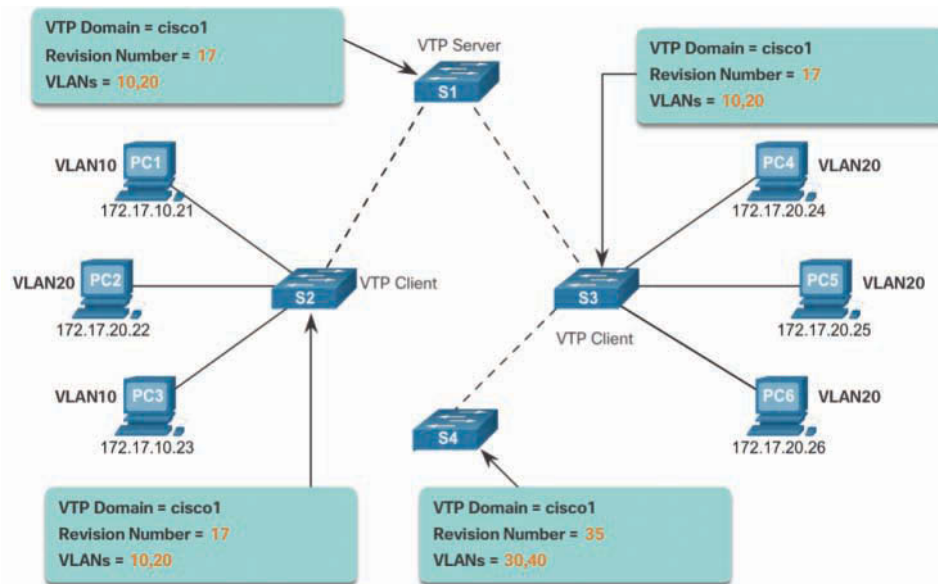 VTP Domain = cisco1
Revision Number = 17
VLANs = 10,20
VTP Server
S1
VTP Domain = cisco1
Revision Number = 17
VLANs = 10,20
VLAN10
PC1
172.17.10.21
VLAN20
PC2
172.17.20.22
VLAN10
PC3
172.17.10.23
S2
VTP Client
S3
VTP Client
PC4
VLAN20
172.17.20.24
PC5
VLAN20
172.17.20.25
PC6
VLAN20
172.17.20.26
S4
VTP Domain = cisco1
Revision Number = 17
VLANs = 10,20
VTP Domain = cisco1
Revision Number = 35
VLANs = 30,40